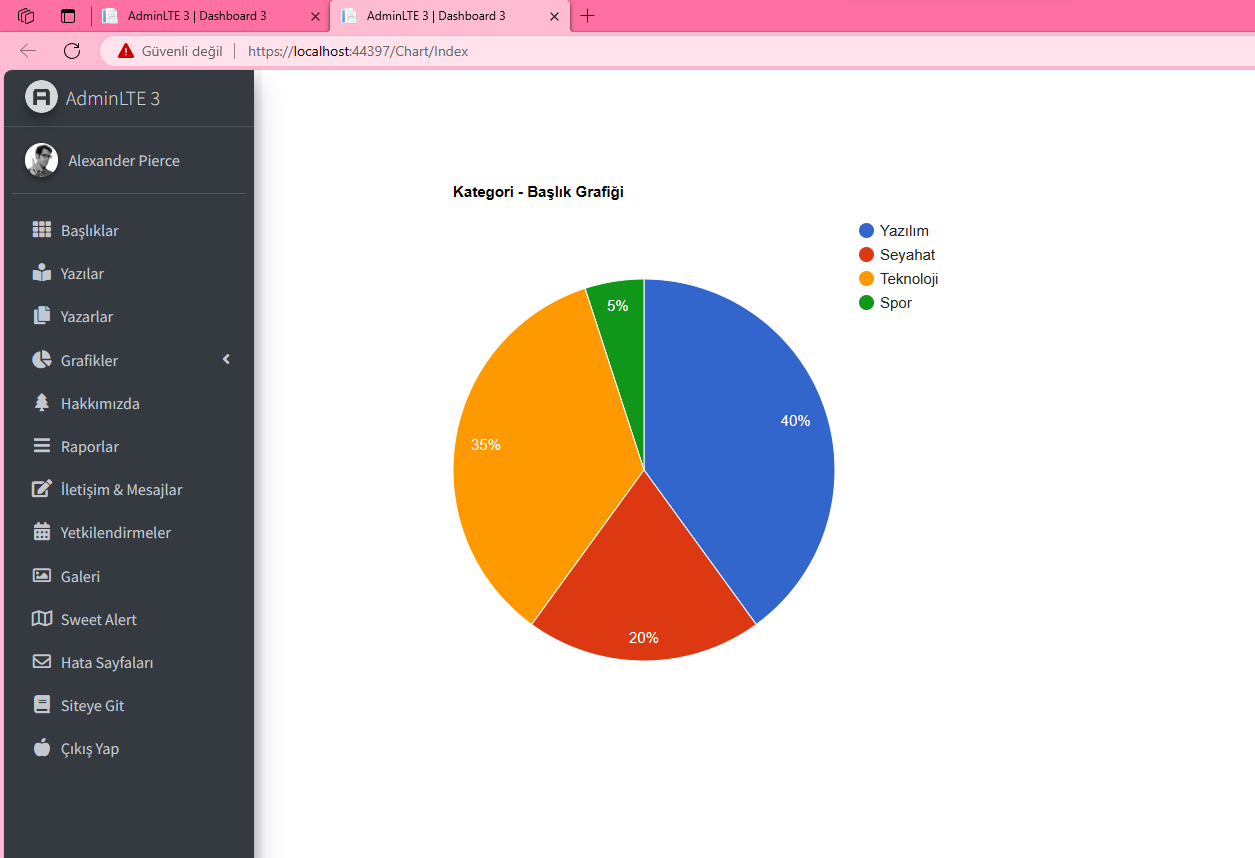 AdminLTE 3 | Dashboard 3
AdminLTE 3 | Dashboard 3
Güvenli değil
https://localhost:44397/Chart/Index
AdminLTE 3
Alexander Pierce
Başlıklar
Yazılar
Yazarlar
Grafikler
Hakkımızda
Raporlar
İletişim & Mesajlar
Yetkilendirmeler
Galeri
Sweet Alert
Hata Sayfaları
Siteye Git
Çıkış Yap
Kategori - Başlık Grafiği
Yazılım
Seyahat
Teknoloji
Spor
5%
40%
35%
20%